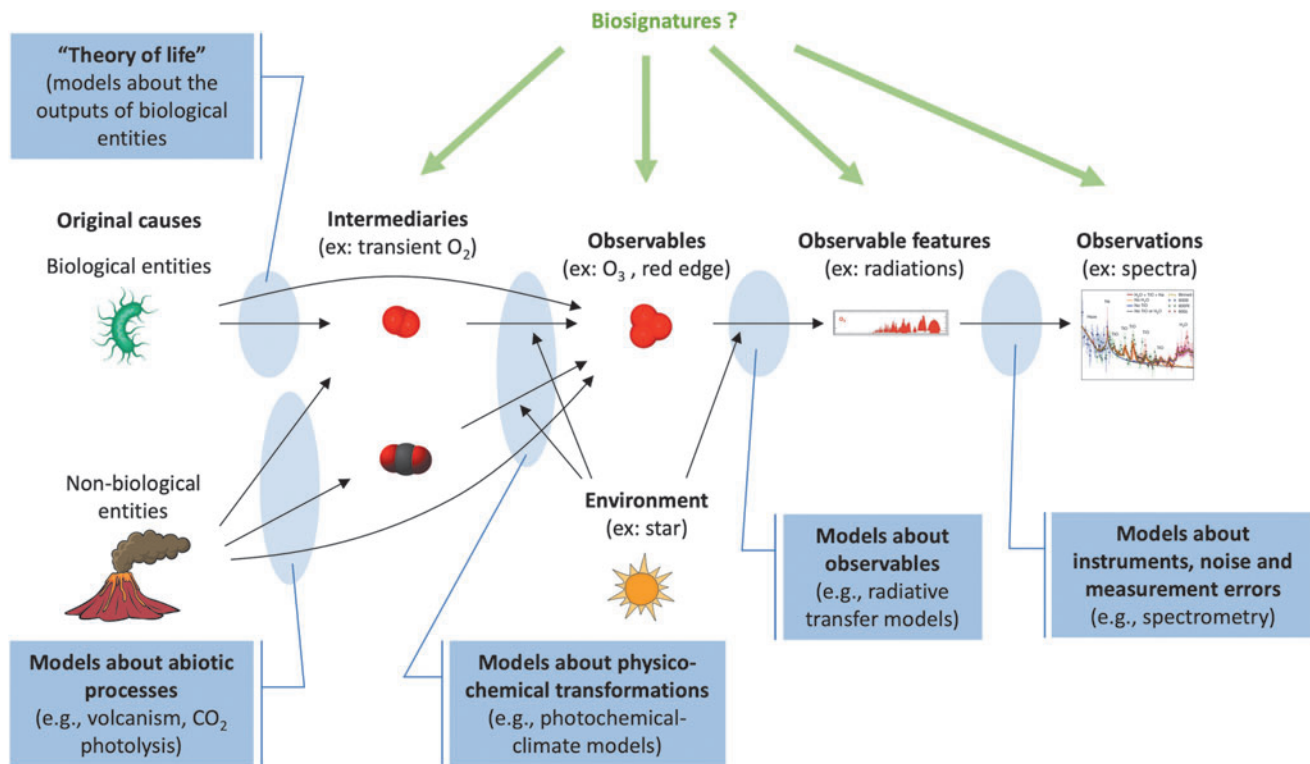 Biosignatures ?
“Theory of life”
(models about the
outputs of biological
entities
Original causes
Biological entities
Intermediaries
(ex: transient O₂)
Observables
(ex: O₃ , red edge)
Observable features
(ex: radiations)
Observations
(ex: spectra)
Non-biological
entities
Environment
(ex: star)
Models about abiotic
processes
(e.g., volcanism, CO₂
photolysis)
Models about physico-
chemical transformations
(e.g., photochemical-
climate models)
Models about
observables
(e.g., radiative
transfer models)
Models about
instruments, noise and
measurement errors
(e.g., spectrometry)